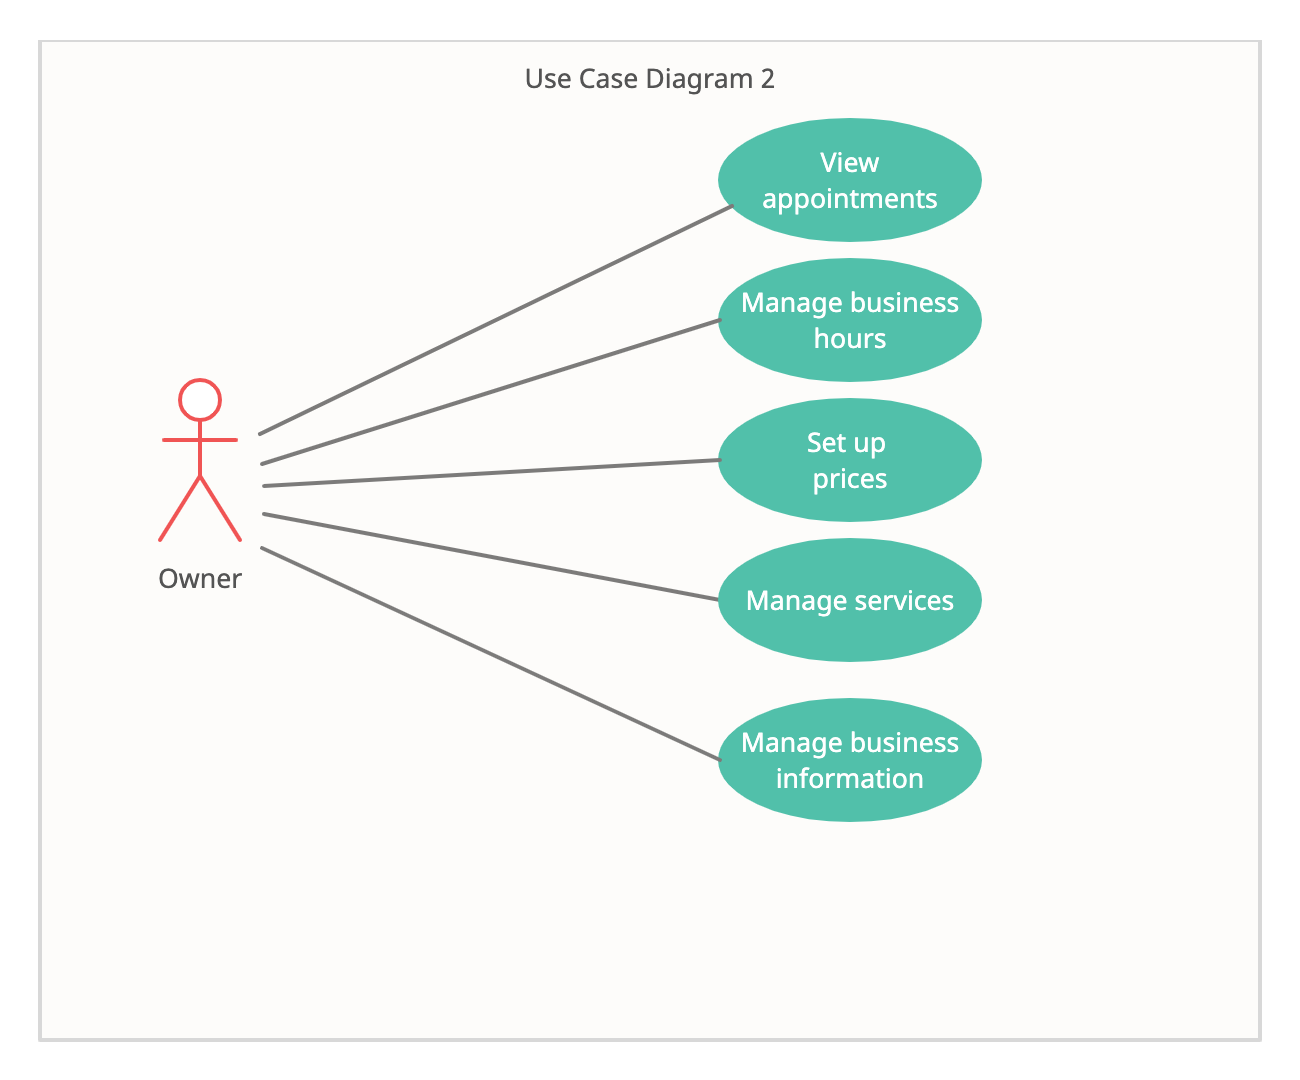 Use Case Diagram 2
View
appointments
Manage business
hours
Set up
prices
Owner
Manage services
Manage business
information